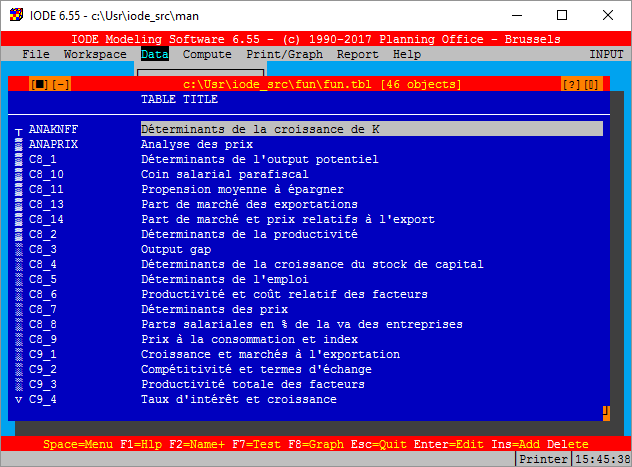 IODE 6.55 - c:\Usr\iode_src\man
IODE Modeling Software 6.55 - (c) 1990-2017 Planning Office - Brussels
File Workspace Data Compute Print/Graph Report Help INPUT
[■][−] c:\Usr\iode_src\fun\fun.tbl [46 objects] [?][▯]
TABLE TITLE
ANAKNFF Déterminants de la croissance de K
ANAPRIX Analyse des prix
C8_1 Déterminants de l'output potentiel
C8_10 Coin salarial parafiscal
C8_11 Propension moyenne à épargner
C8_13 Part de marché des exportations
C8_14 Part de marché et prix relatifs à l'export
C8_2 Déterminants de la productivité
C8_3 Output gap
C8_4 Déterminants de la croissance du stock de capital
C8_5 Déterminants de l'emploi
C8_6 Productivité et coût relatif des facteurs
C8_7 Déterminants des prix
C8_8 Parts salariales en % de la va des entreprises
C8_9 Prix à la consommation et index
C9_1 Croissance et marchés à l'exportation
C9_2 Compétitivité et termes d'échange
C9_3 Productivité totale des facteurs
C9_4 Taux d'intérêt et croissance
Space=Menu F1=Hlp F2=Name+ F7=Test F8=Graph Esc=Quit Enter=Edit Ins=Add Delete
Printer 15:45:38